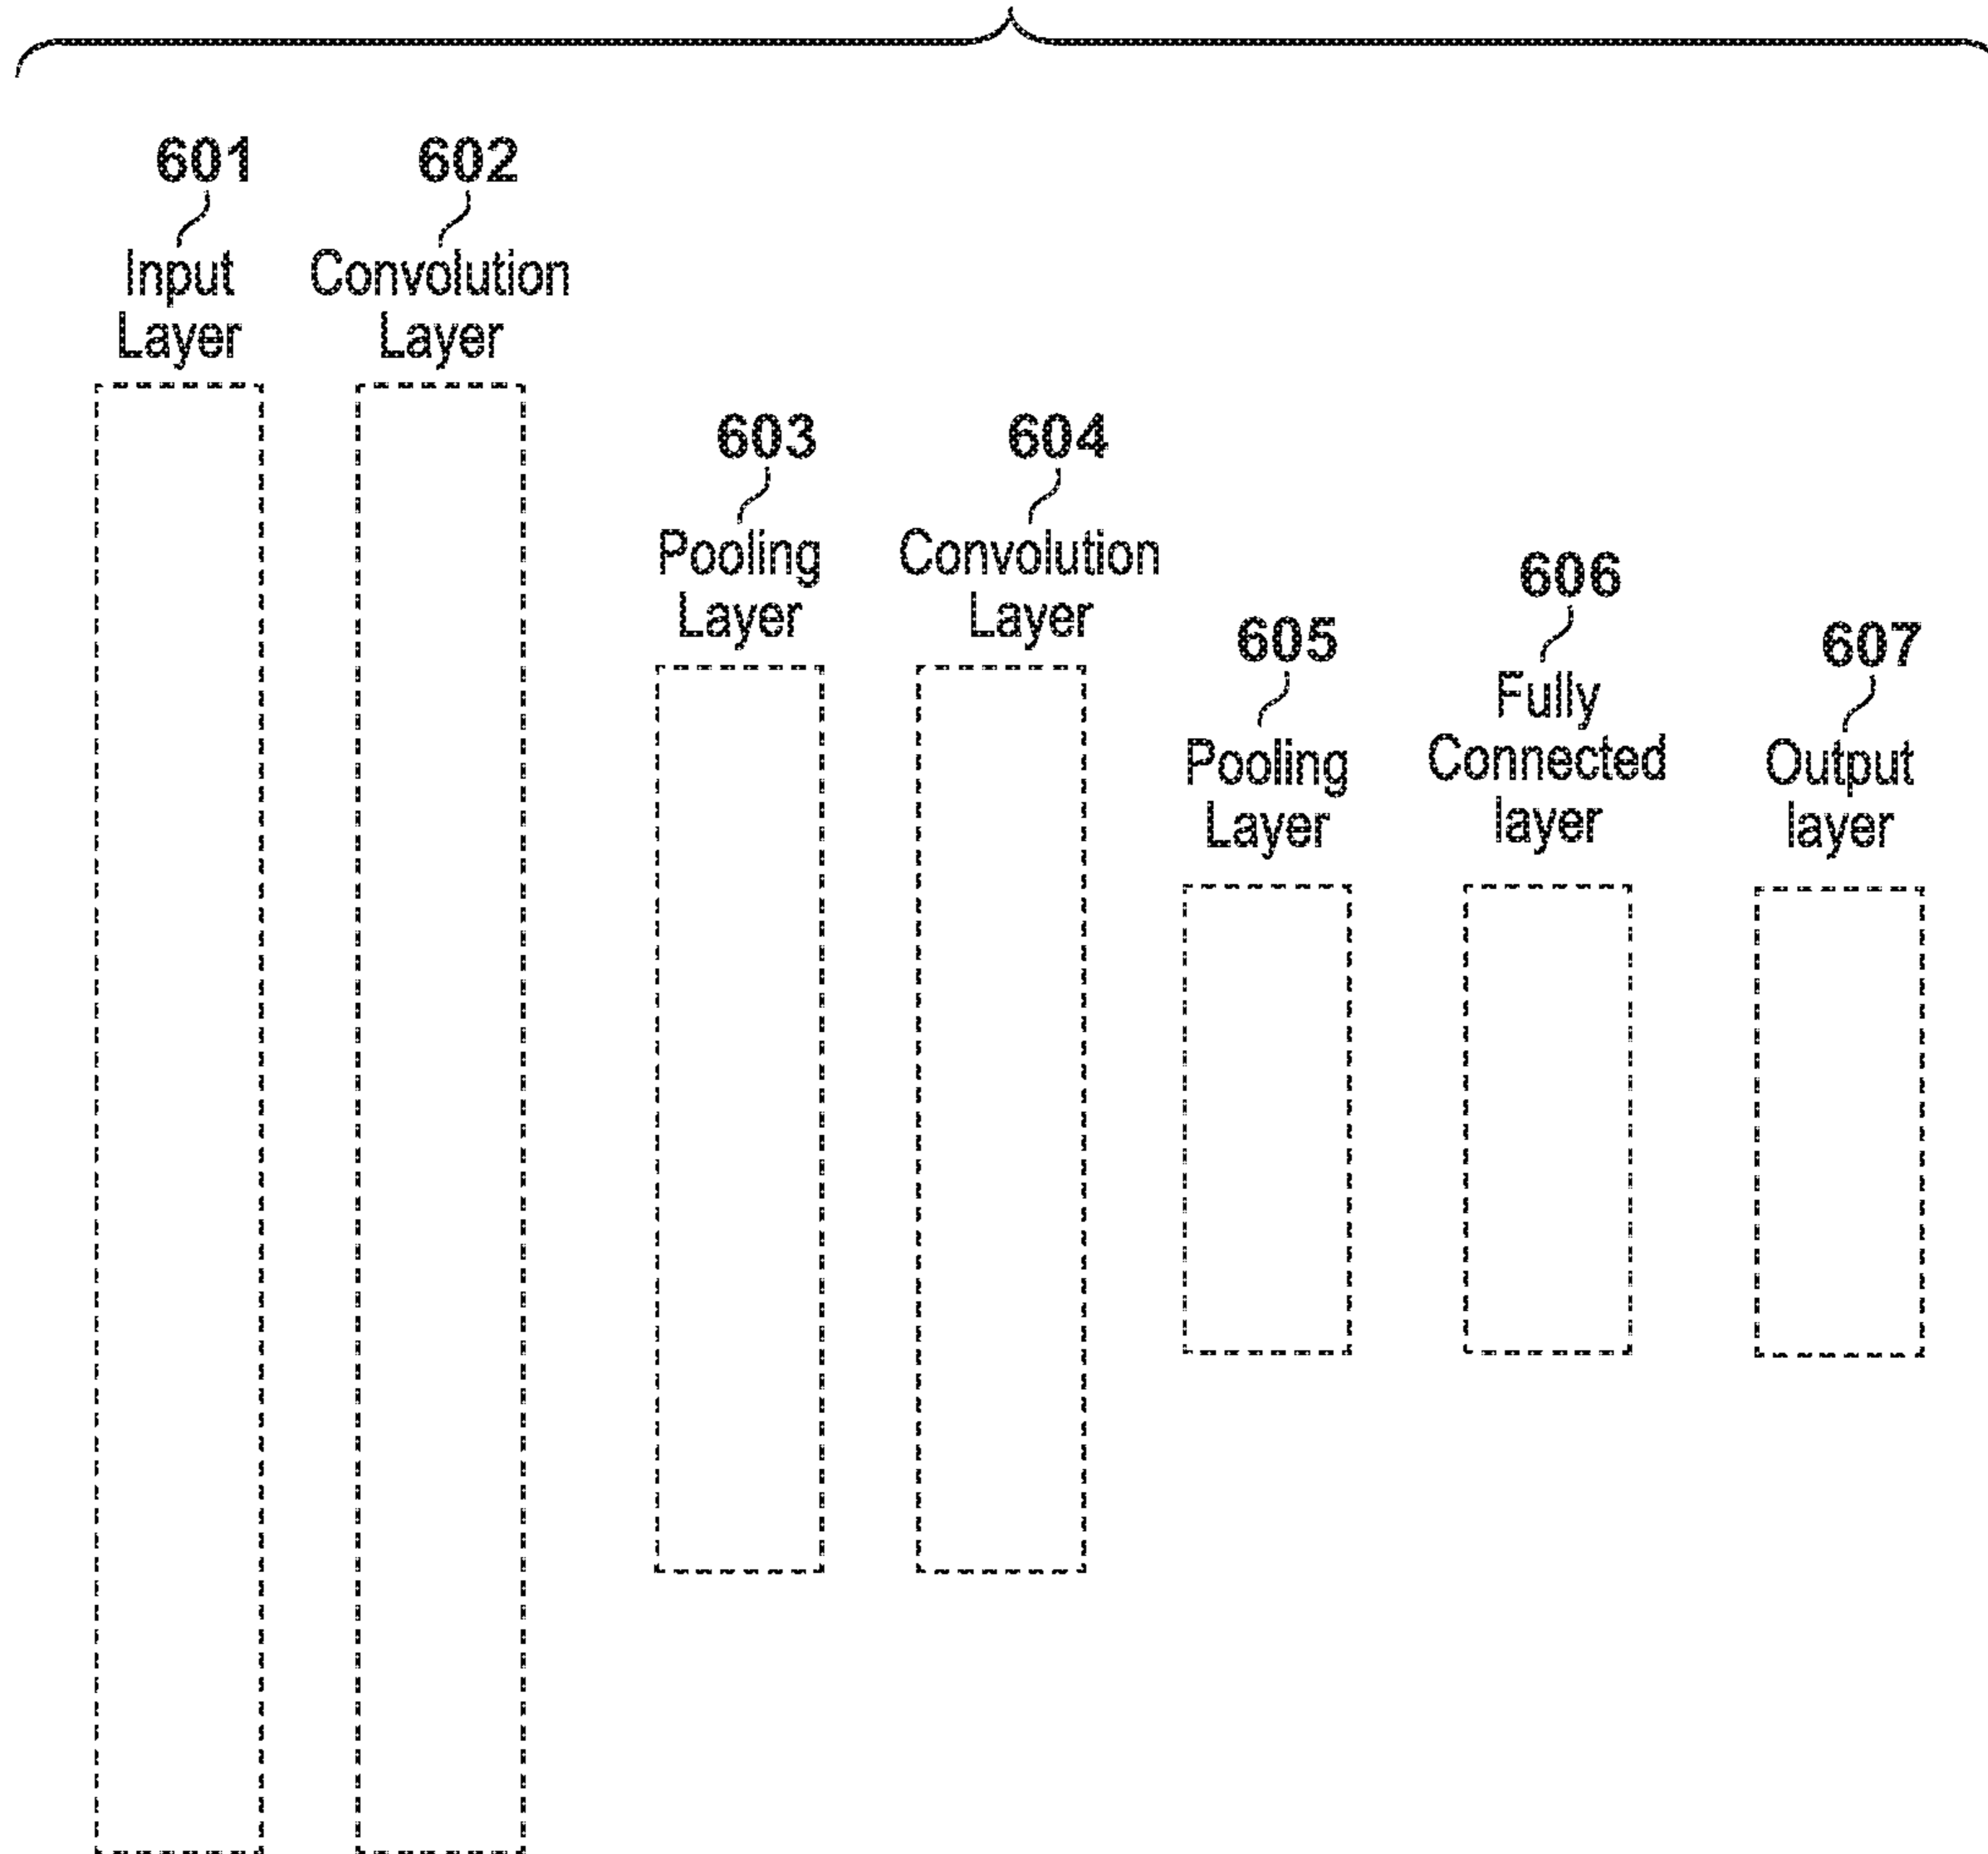 601
Input
Layer
602
Convolution
Layer
603
Pooling
Layer
604
Convolution
Layer
605
Pooling
Layer
606
Fully
Connected
layer
607
Output
layer